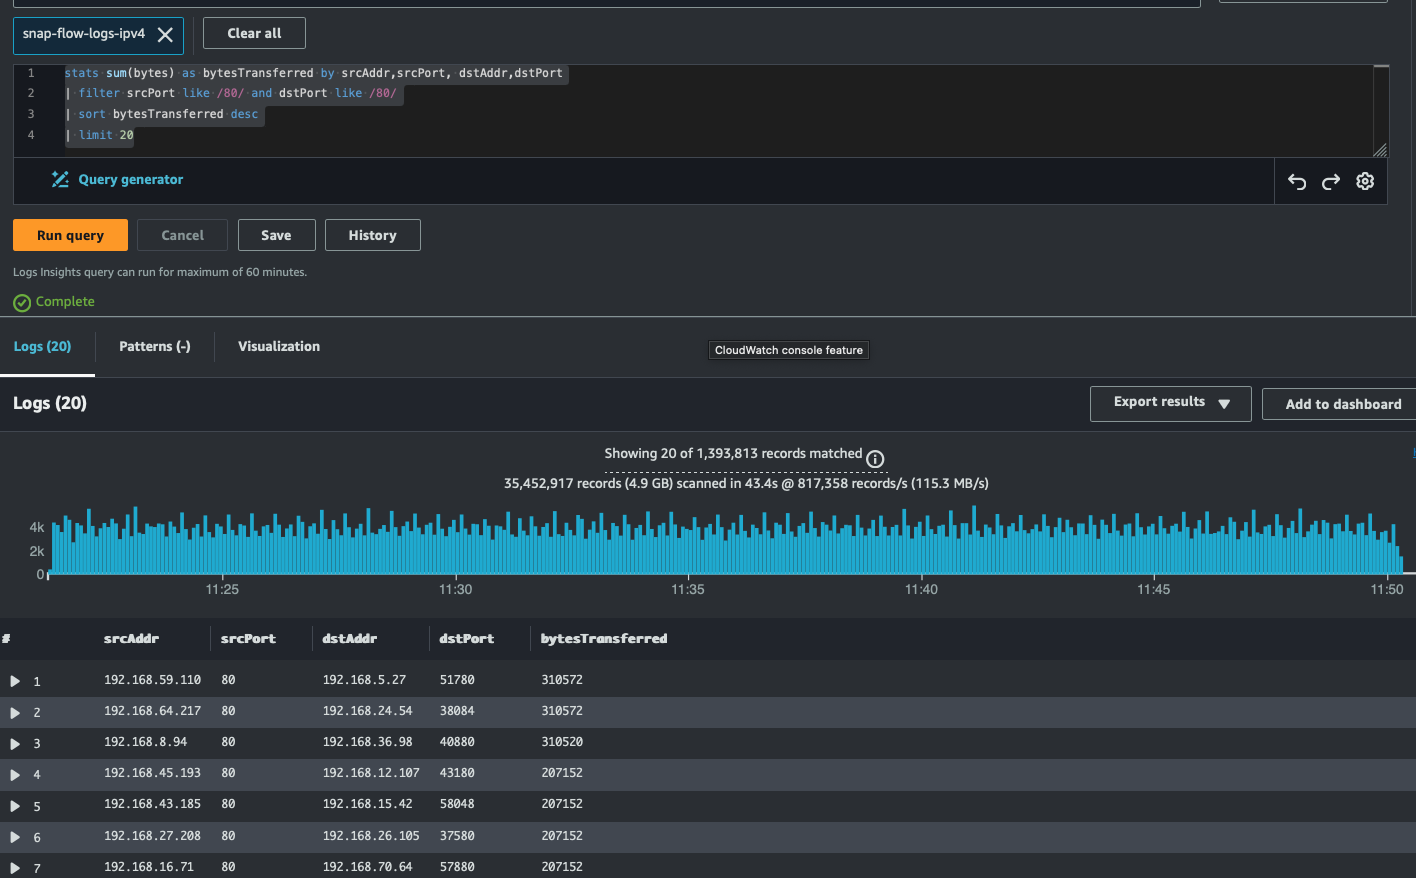 snap-flow-logs-ipv4
Clear all
1 stats sum(bytes) as bytesTransferred by srcAddr,srcPort, dstAddr,dstPort
2 | filter srcPort like /80/ and dstPort like /80/
3 | sort bytesTransferred desc
4 | limit 20
Query generator
Run query Cancel Save History
Logs Insights query can run for maximum of 60 minutes.
Complete
Logs (20) Patterns (-) Visualization
CloudWatch console feature
Logs (20)
Export results Add to dashboard
Showing 20 of 1,393,813 records matched
35,452,917 records (4.9 GB) scanned in 43.4s @ 817,358 records/s (115.3 MB/s)
4k
2k
0
11:25 11:30 11:35 11:40 11:45 11:50
# srcAddr srcPort dstAddr dstPort bytesTransferred
1 192.168.59.110 80 192.168.5.27 51780 310572
2 192.168.64.217 80 192.168.24.54 38084 310572
3 192.168.8.94 80 192.168.36.98 40880 310520
4 192.168.45.193 80 192.168.12.107 43180 207152
5 192.168.43.185 80 192.168.15.42 58048 207152
6 192.168.27.208 80 192.168.26.105 37580 207152
7 192.168.16.71 80 192.168.70.64 57880 207152